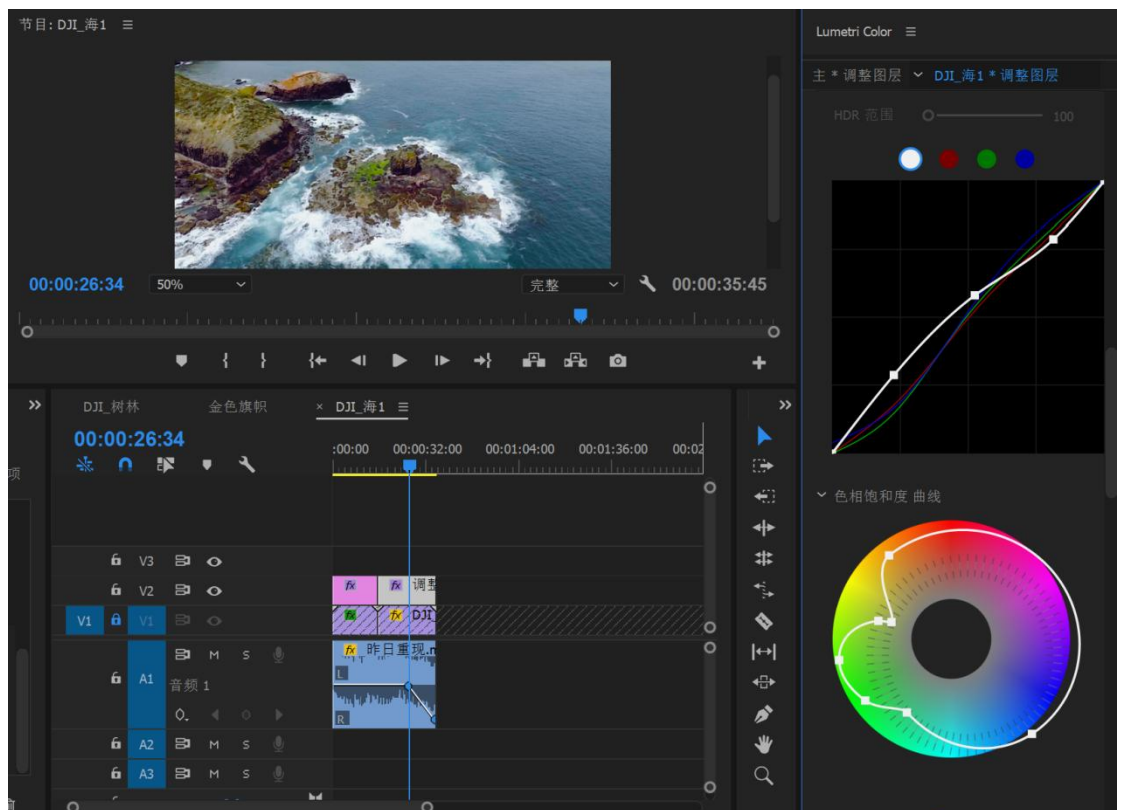 节目: DJI_海1
Lumetri Color
主 * 调整图层 DJI_海1 * 调整图层
HDR 范围 100
00:00:26:34 50% 完整 00:00:35:45
DJI_树林 金色旗帜 × DJI_海1
00:00:26:34
:00:00 00:00:32:00 00:01:04:00 00:01:36:00 00:02
项
色相饱和度 曲线
V3
V2 fx fx 调整
V1 V1 fx fx DJI
M S fx 昨日重现.m
L
A1 音频 1
R
A2 M S
A3 M S